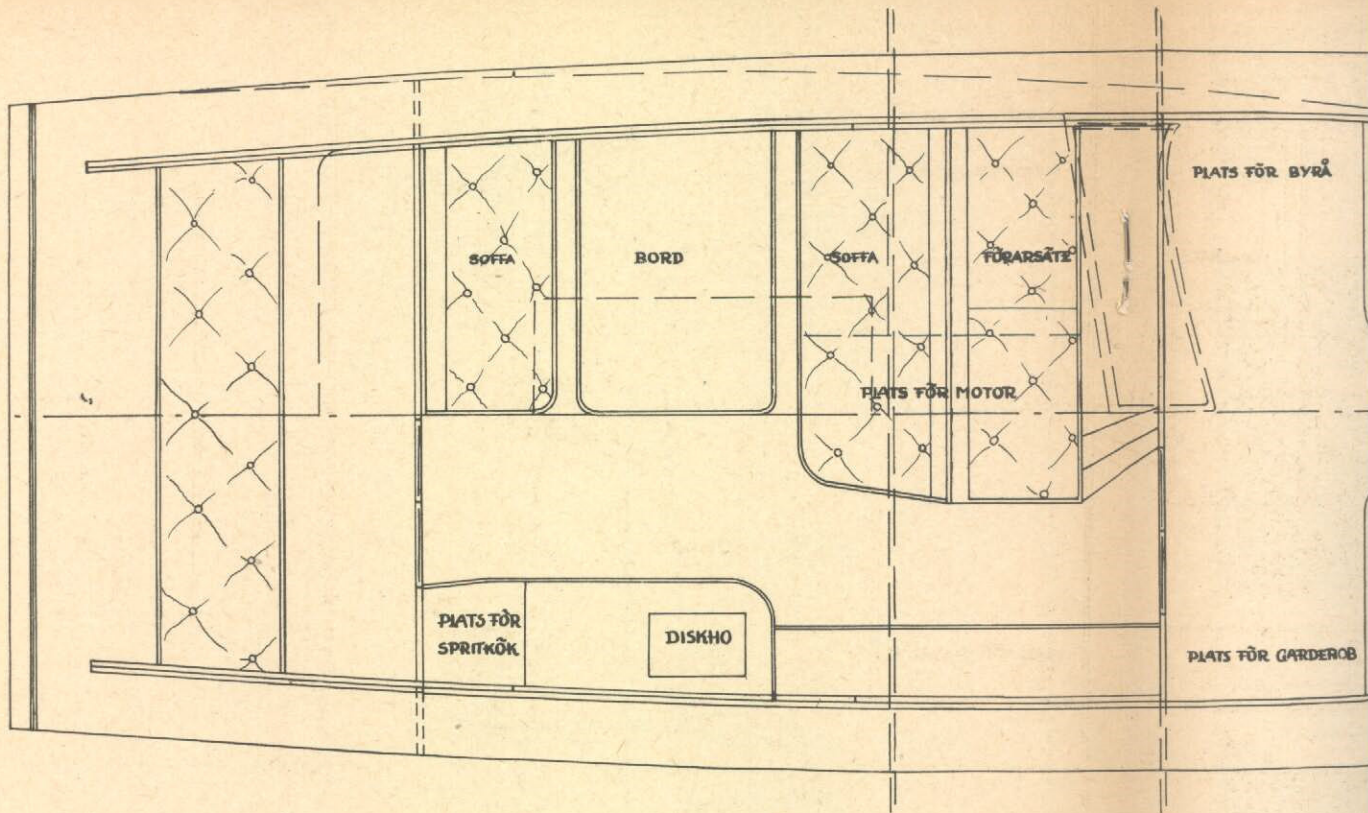 PLATS FÖR BYRÅ
SOFFA
BORD
SOFFA
FÖRARSÄTE
PLATS FÖR MOTOR
PLATS FÖR
SPRITKÖK
DISKHO
PLATS FÖR GARDEROB